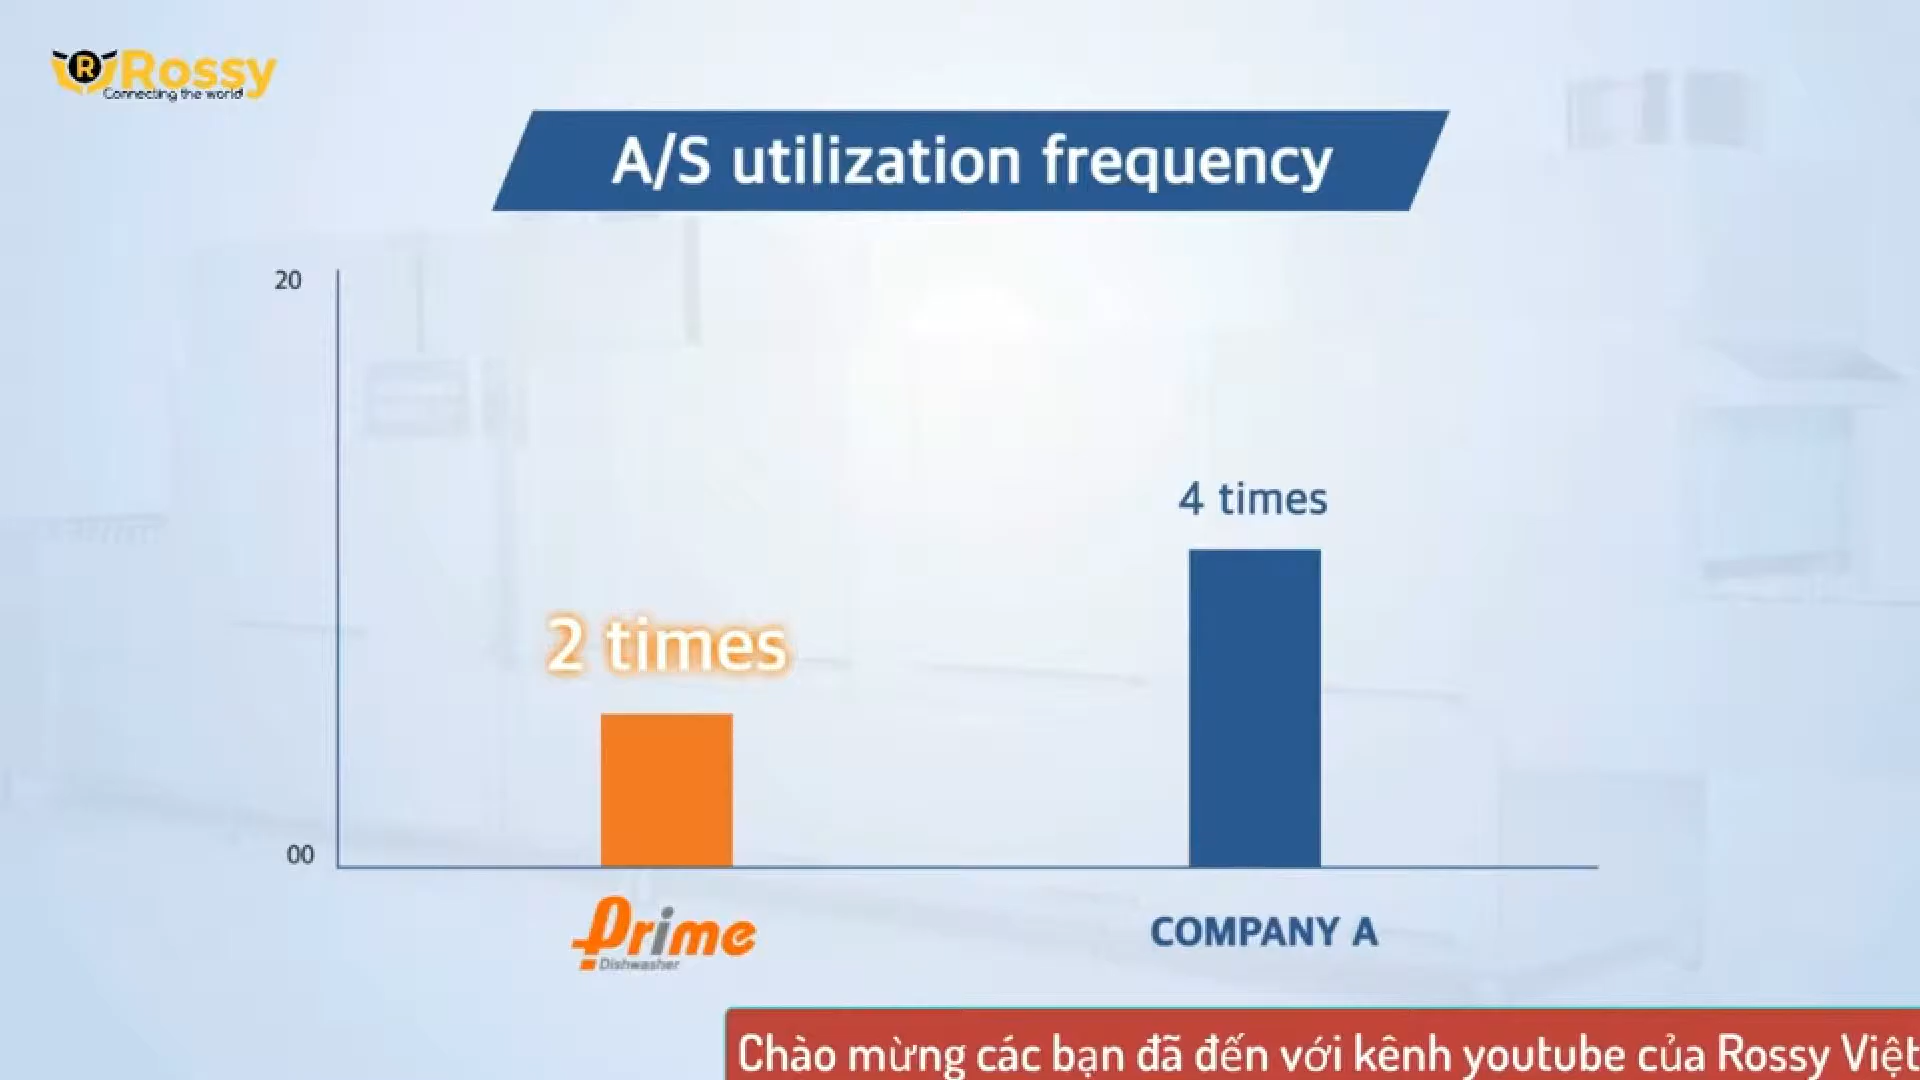 R Rossy
Connecting the world
A/S utilization frequency
20
4 times
2 times
00
Prime
Dishwasher
COMPANY A
Chào mừng các bạn đã đến với kênh youtube của Rossy Việt